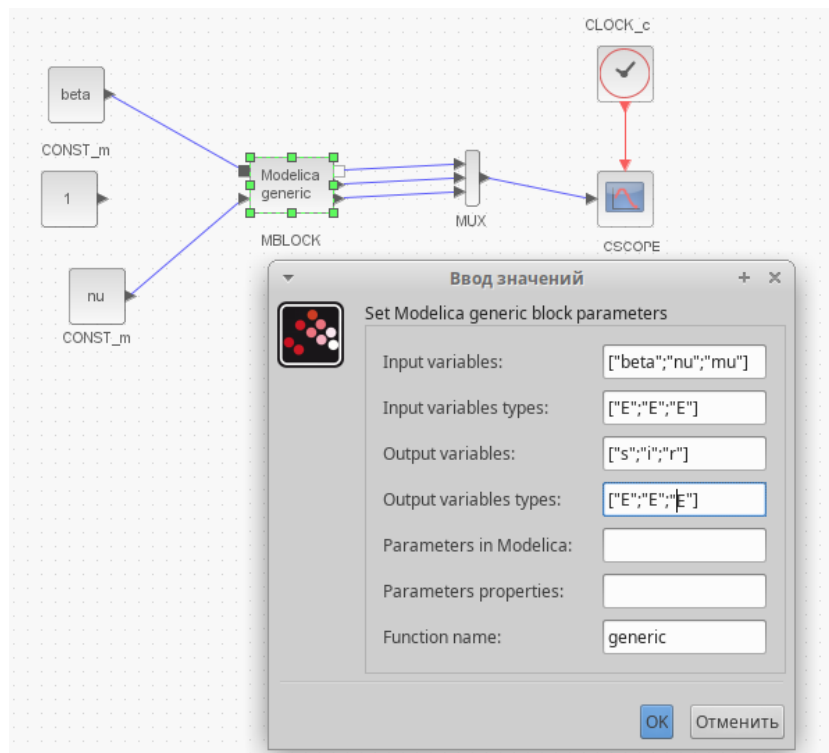 CLOCK_c
beta
CONST_m
1
nu
CONST_m
Modelica
generic
MBLOCK
MUX
CSCOPE
Ввод значений
Set Modelica generic block parameters
Input variables: ["beta";"nu";"mu"]
Input variables types: ["E";"E";"E"]
Output variables: ["s";"i";"r"]
Output variables types: ["E";"E";"E"]
Parameters in Modelica:
Parameters properties:
Function name: generic
OK Отменить